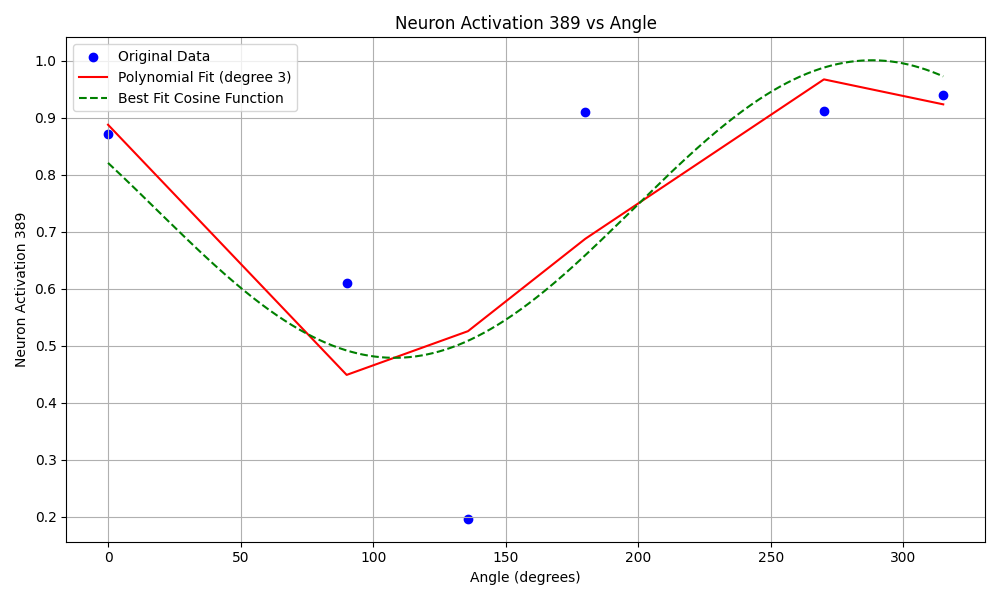 Neuron Activation 389 vs Angle
Original Data
Polynomial Fit (degree 3)
Best Fit Cosine Function
Neuron Activation 389
1.0
0.9
0.8
0.7
0.6
0.5
0.4
0.3
0.2
0 50 100 150 200 250 300
Angle (degrees)